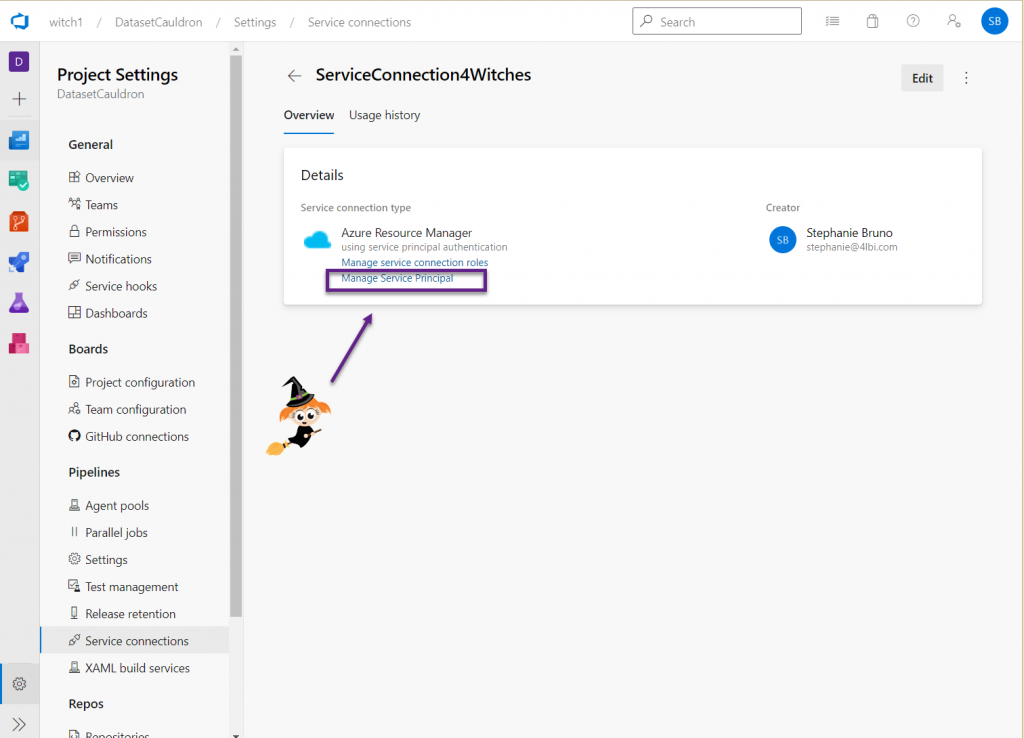 witch1 / DatasetCauldron / Settings / Service connections
Search
SB
D
Project Settings
DatasetCauldron
General
Overview
Teams
Permissions
Notifications
Service hooks
Dashboards
Boards
Project configuration
Team configuration
GitHub connections
Pipelines
Agent pools
Parallel jobs
Settings
Test management
Release retention
Service connections
XAML build services
Repos
Repositories
ServiceConnection4Witches
Edit
Overview
Usage history
Details
Service connection type
Azure Resource Manager
using service principal authentication
Manage service connection roles
Manage Service Principal
Creator
SB
Stephanie Bruno
stephanie@4lbi.com